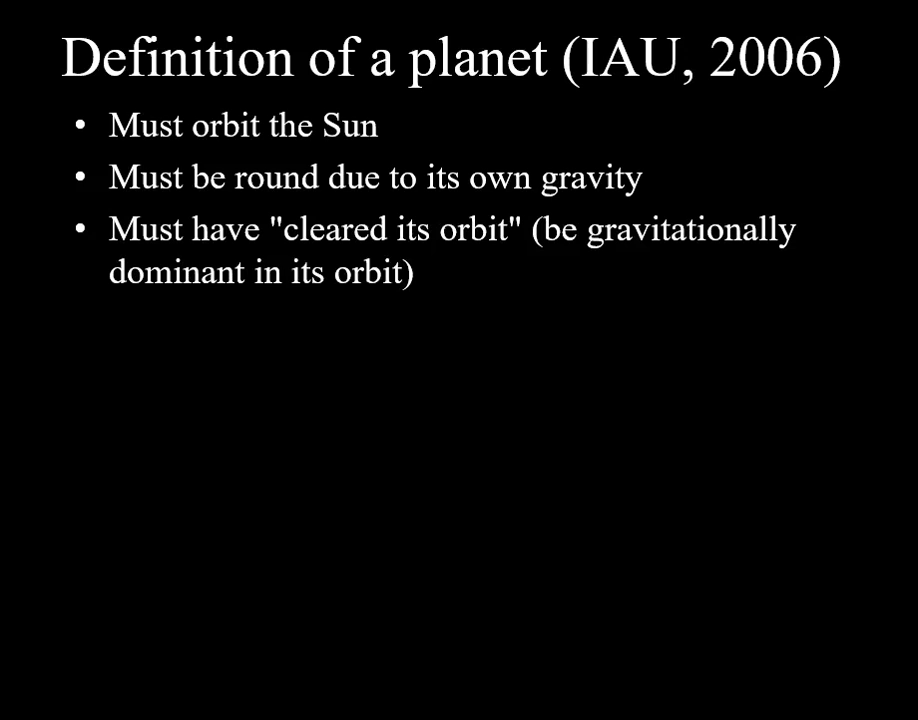 Definition of a planet (IAU, 2006)
• Must orbit the Sun
• Must be round due to its own gravity
• Must have "cleared its orbit" (be gravitationally
dominant in its orbit)